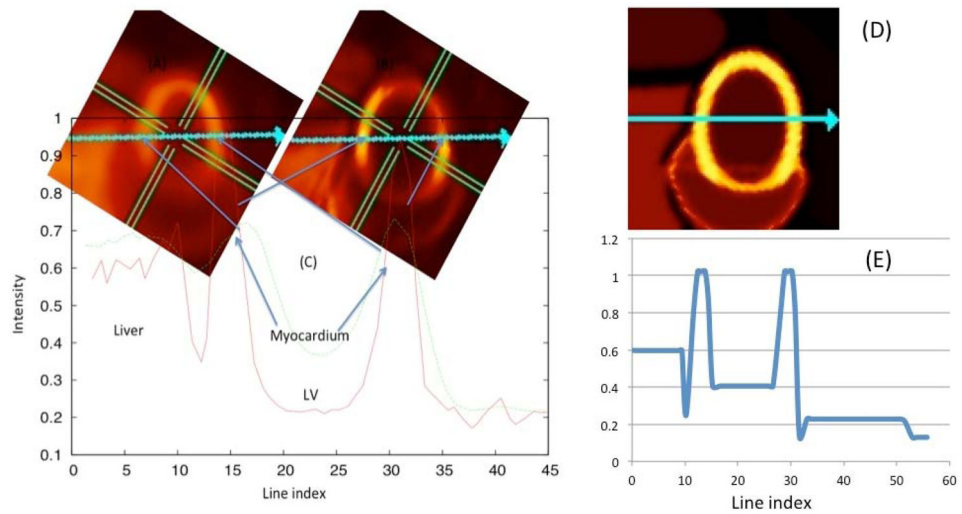 (A)
(B)
(D)
1
0.9
0.8
0.7
0.6
0.5
0.4
0.3
0.2
0.1
Intensity
(C)
Liver
Myocardium
LV
0 5 10 15 20 25 30 35 40 45
Line index
(E)
1.2
1
0.8
0.6
0.4
0.2
0
0 10 20 30 40 50 60
Line index